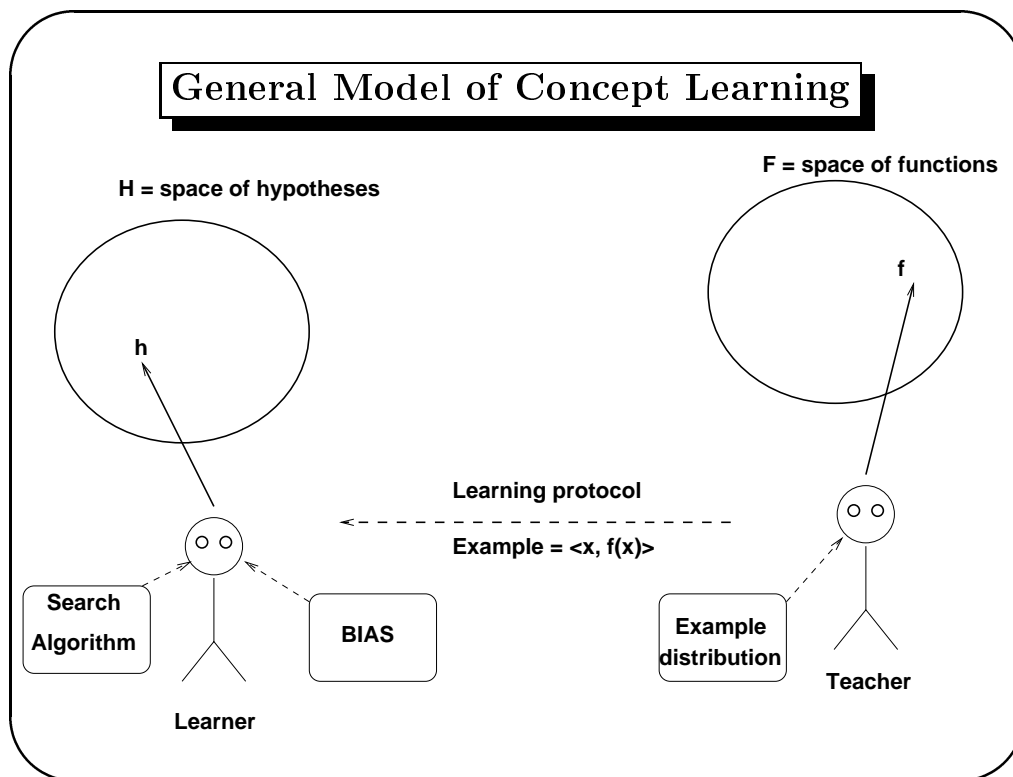 General Model of Concept Learning
F = space of functions
H = space of hypotheses
f
h
Learning protocol
Example = <x, f(x)>
Search
Algorithm
BIAS
Example
distribution
Teacher
Learner